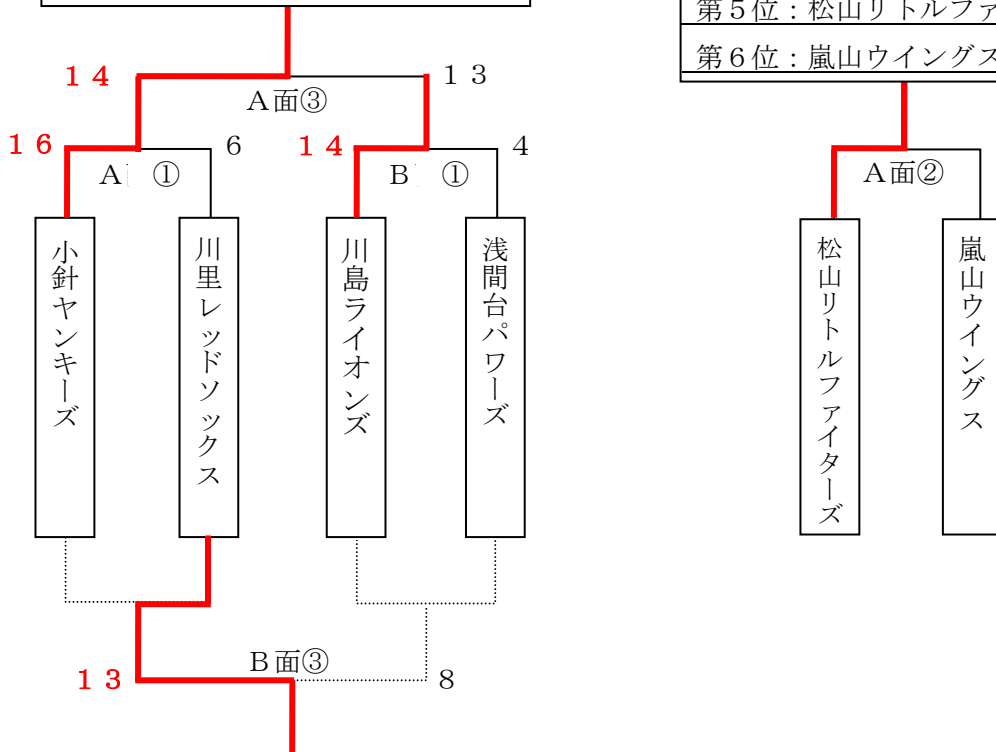 第5位：松山リトルファ
第6位：嵐山ウイングス
14
13
A面③
16
6
14
4
A ①
B ①
A面②
小針ヤンキーズ
川里レッドソックス
川島ライオンズ
浅間台パワーズ
松山リトルファイターズ
嵐山ウイングス
B面③
13
8